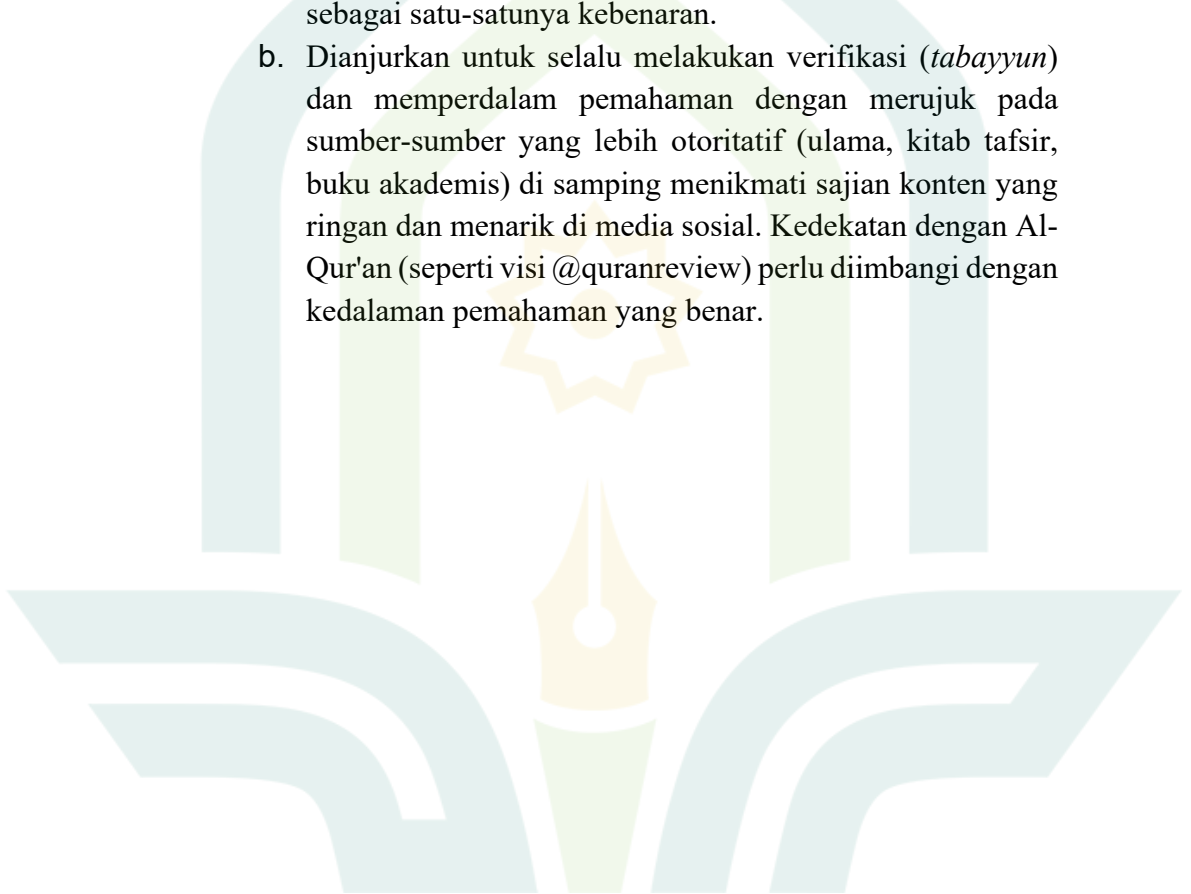 sebagai satu-satunya kebenaran.
b. Dianjurkan untuk selalu melakukan verifikasi (tabayyun)
dan memperdalam pemahaman dengan merujuk pada
sumber-sumber yang lebih otoritatif (ulama, kitab tafsir,
buku akademis) di samping menikmati sajian konten yang
ringan dan menarik di media sosial. Kedekatan dengan Al-
Qur'an (seperti visi @quranreview) perlu diimbangi dengan
kedalaman pemahaman yang benar.